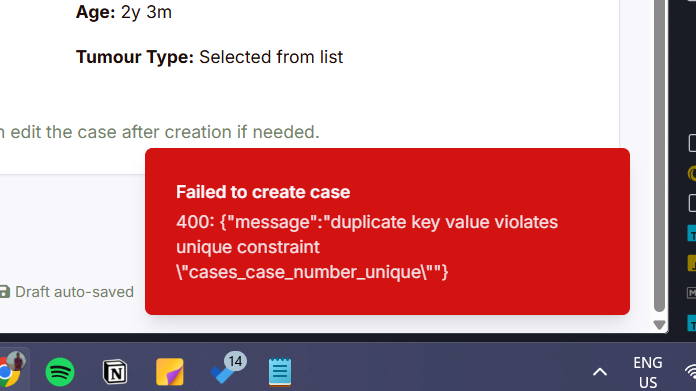 Age: 2y 3m
Tumour Type: Selected from list
n edit the case after creation if needed.
Failed to create case
400: {"message":"duplicate key value violates
unique constraint
\"cases_case_number_unique\""}
Draft auto-saved
14
ENG
US